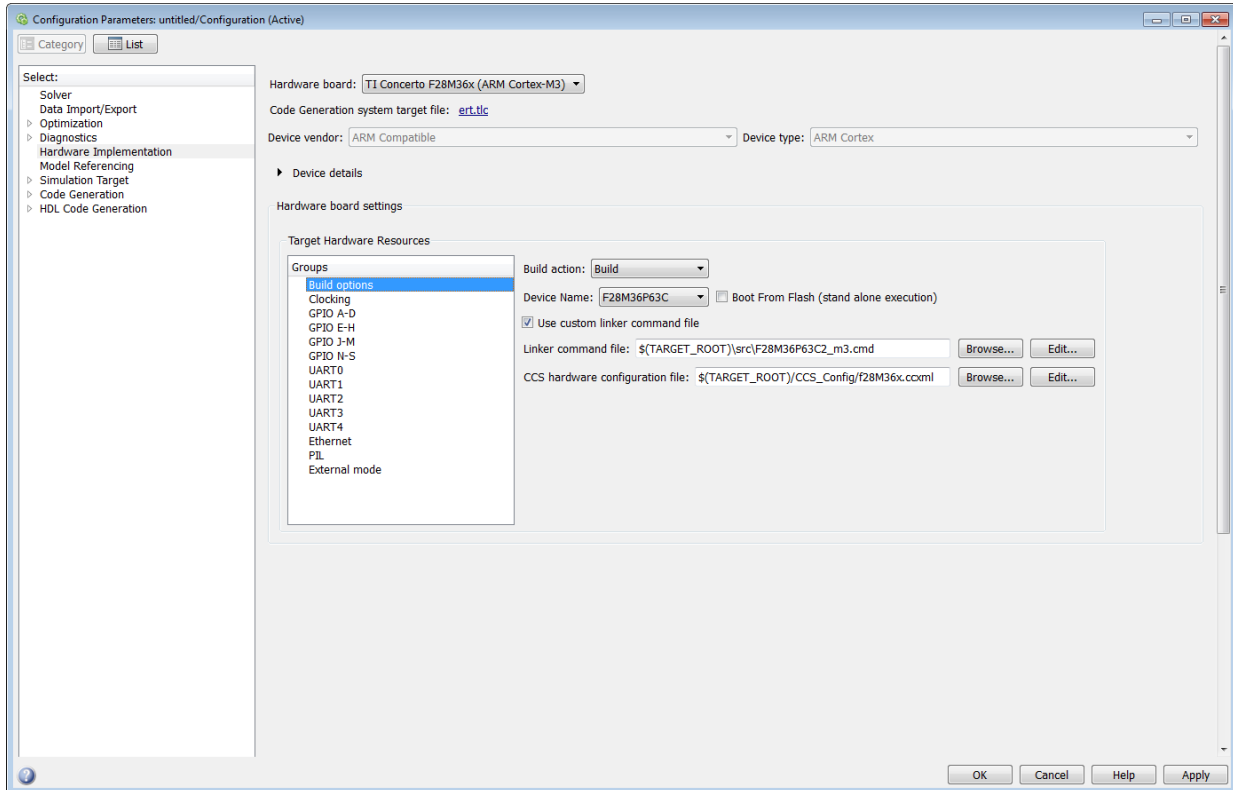 Configuration Parameters: untitled/Configuration (Active)
Category
List
Select:
Solver
Data Import/Export
Optimization
Diagnostics
Hardware Implementation
Model Referencing
Simulation Target
Code Generation
HDL Code Generation
Hardware board: TI Concerto F28M36x (ARM Cortex-M3)
Code Generation system target file: ert.tlc
Device vendor: ARM Compatible Device type: ARM Cortex
Device details
Hardware board settings
Target Hardware Resources
Groups
Build options
Clocking
GPIO A-D
GPIO E-H
GPIO J-M
GPIO N-S
UART0
UART1
UART2
UART3
UART4
Ethernet
PIL
External mode
Build action: Build
Device Name: F28M36P63C Boot From Flash (stand alone execution)
Use custom linker command file
Linker command file: $(TARGET_ROOT)\src\F28M36P63C2_m3.cmd Browse... Edit...
CCS hardware configuration file: $(TARGET_ROOT)/CCS_Config/f28M36x.ccxml Browse... Edit...
OK Cancel Help Apply